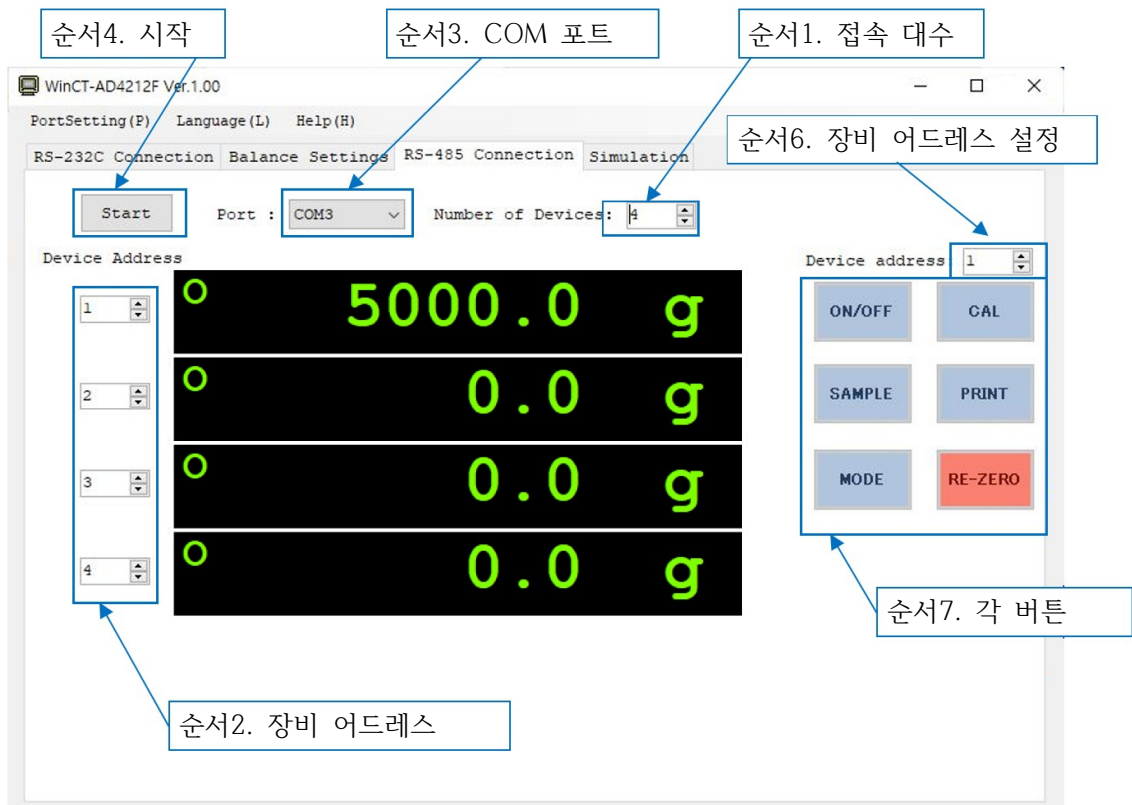 순서4. 시작
순서3. COM 포트
순서1. 접속 대수
WinCT-AD4212F Ver.1.00
PortSetting(P) Language(L) Help(H)
순서6. 장비 어드레스 설정
RS-232C Connection Balance Settings RS-485 Connection Simulation
Start Port : COM3 Number of Devices: 4
Device Address
Device address 1
1 5000.0 g
ON/OFF CAL
2 0.0 g
SAMPLE PRINT
3 0.0 g
MODE RE-ZERO
4 0.0 g
순서7. 각 버튼
순서2. 장비 어드레스